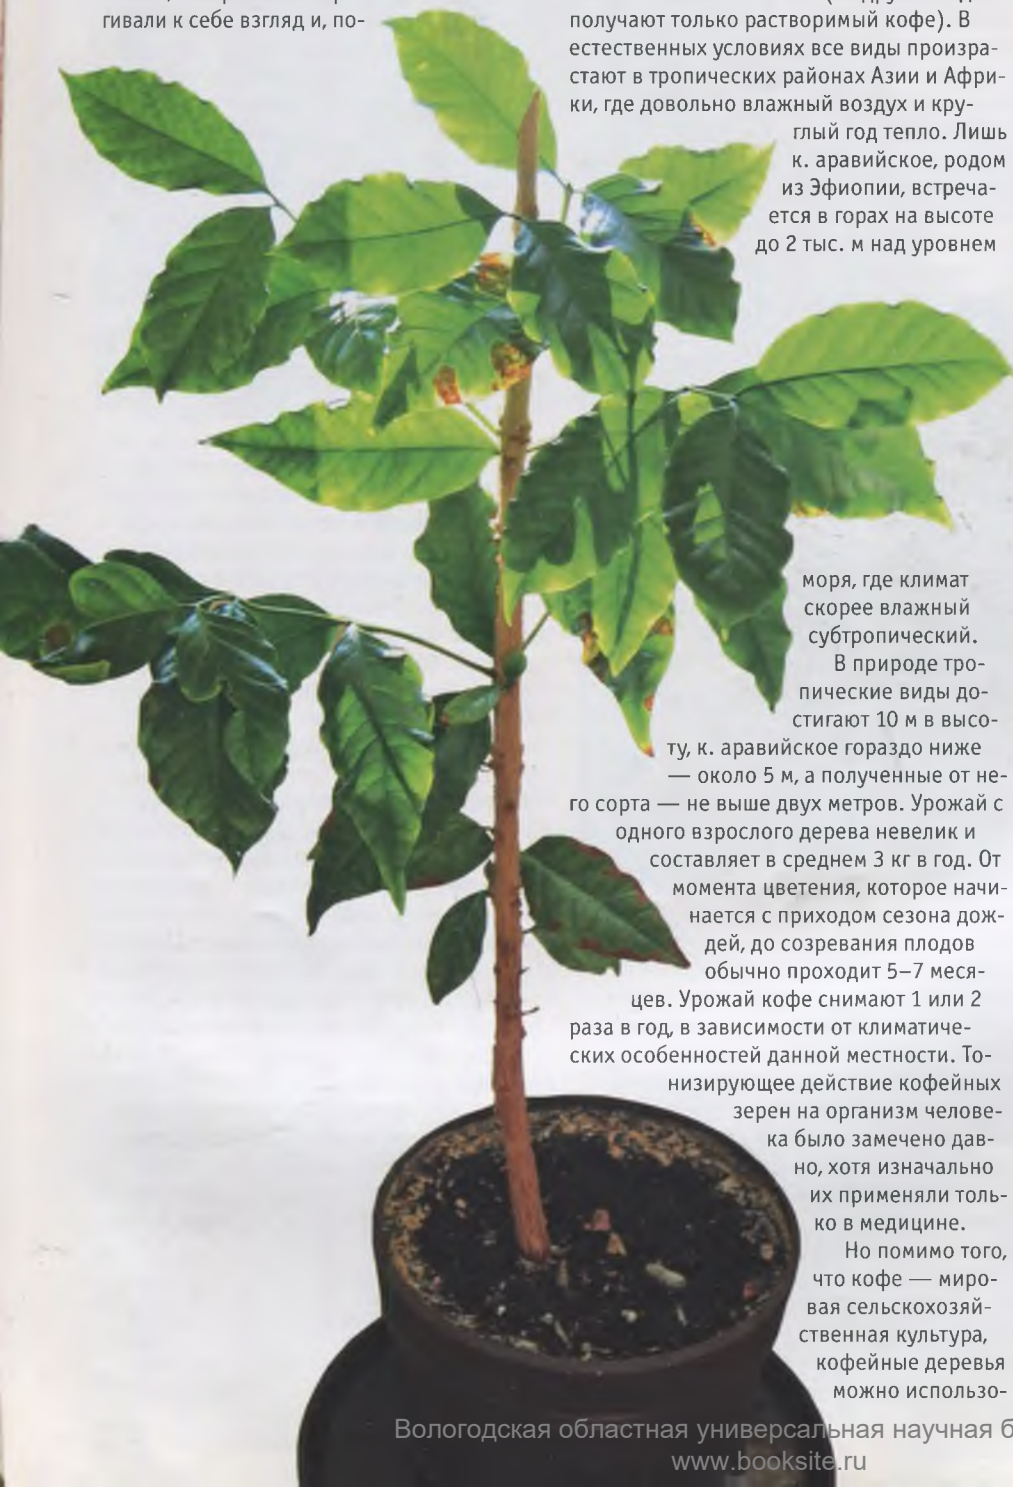 гивали к себе взгляд и, по-
получают только растворимый кофе). В
естественных условиях все виды произра-
стают в тропических районах Азии и Афри-
ки, где довольно влажный воздух и кру-
глый год тепло. Лишь
к. аравийское, родом
из Эфиопии, встреча-
ется в горах на высоте
до 2 тыс. м над уровнем
моря, где климат
скорее влажный
субтропический.
В природе тро-
пические виды до-
стигают 10 м в высо-
ту, к. аравийское гораздо ниже
— около 5 м, а полученные от не-
го сорта — не выше двух метров. Урожай с
одного взрослого дерева невелик и
составляет в среднем 3 кг в год. От
момента цветения, которое начи-
нается с приходом сезона дож-
дей, до созревания плодов
обычно проходит 5–7 меся-
цев. Урожай кофе снимают 1 или 2
раза в год, в зависимости от климатиче-
ских особенностей данной местности. То-
низирующее действие кофейных
зерен на организм челове-
ка было замечено дав-
но, хотя изначально
их применяли толь-
ко в медицине.
Но помимо того,
что кофе — миро-
вая сельскохозяй-
ственная культура,
кофейные деревья
можно использо-
Вологодская областная универсальная научная б
www.booksite.ru